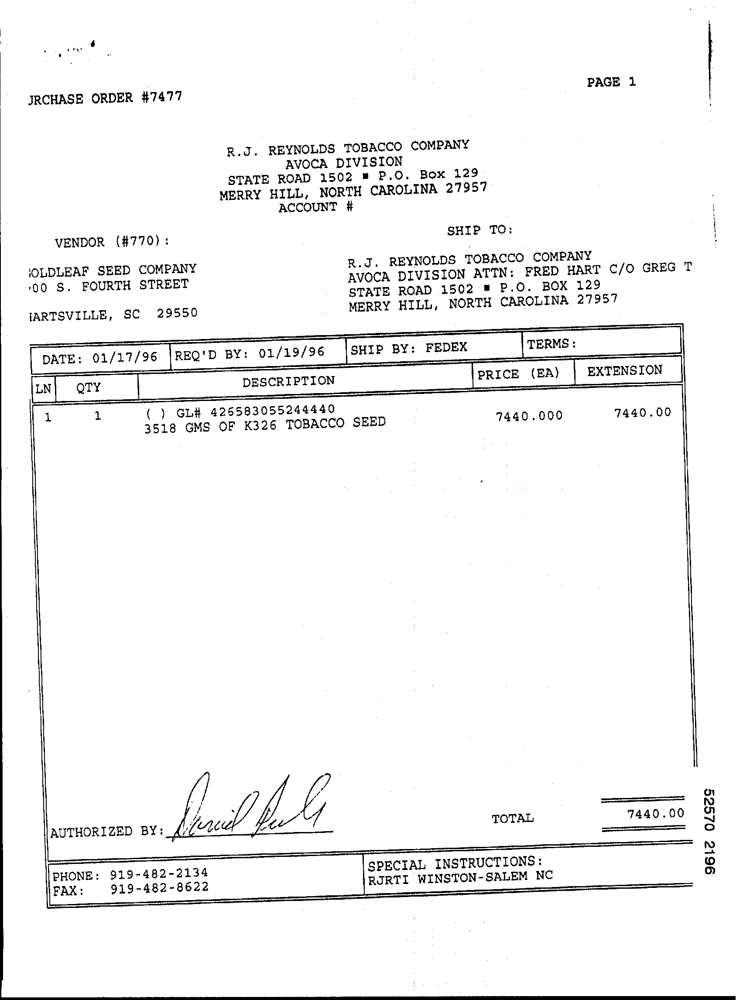 PAGE 1
JRCHASE ORDER #7477
R.J. REYNOLDS TOBACCO COMPANY
AVOCA DIVISION
STATE ROAD 1502 ■ P.O. Box 129
MERRY HILL, NORTH CAROLINA 27957
ACCOUNT #
SHIP TO:
VENDOR (#770):
R.J. REYNOLDS TOBACCO COMPANY
OLDLEAF SEED COMPANY
AVOCA DIVISION ATTN: FRED HART C/O GREG T
00 S. FOURTH STREET
STATE ROAD 1502 ■ P.O. BOX 129
MERRY HILL, NORTH CAROLINA 27957
HARTSVILLE, SC 29550
DATE: 01/17/96 REQ'D BY: 01/19/96 SHIP BY: FEDEX TERMS:
LN QTY DESCRIPTION PRICE (EA) EXTENSION
1 1 ( ) GL# 426583055244440 7440.000 7440.00
3518 GMS OF K326 TOBACCO SEED
AUTHORIZED BY: TOTAL 7440.00
PHONE: 919-482-2134 SPECIAL INSTRUCTIONS:
FAX: 919-482-8622 RJRTI WINSTON-SALEM NC
52570 2196